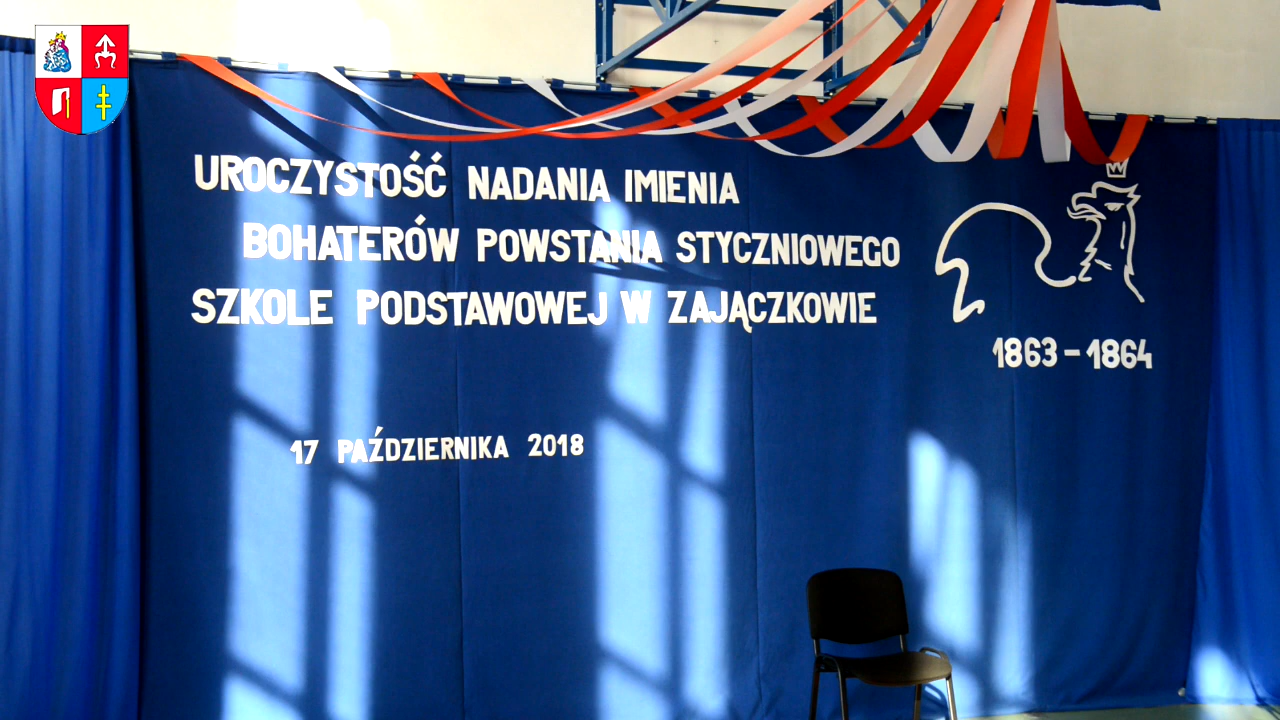 UROCZYSTOŚĆ NADANIA IMIENIA
BOHATERÓW POWSTANIA STYCZNIOWEGO
SZKOLE PODSTAWOWEJ W ZAJĄCZKOWIE
1863-1864
17 PAŹDZIERNIKA 2018